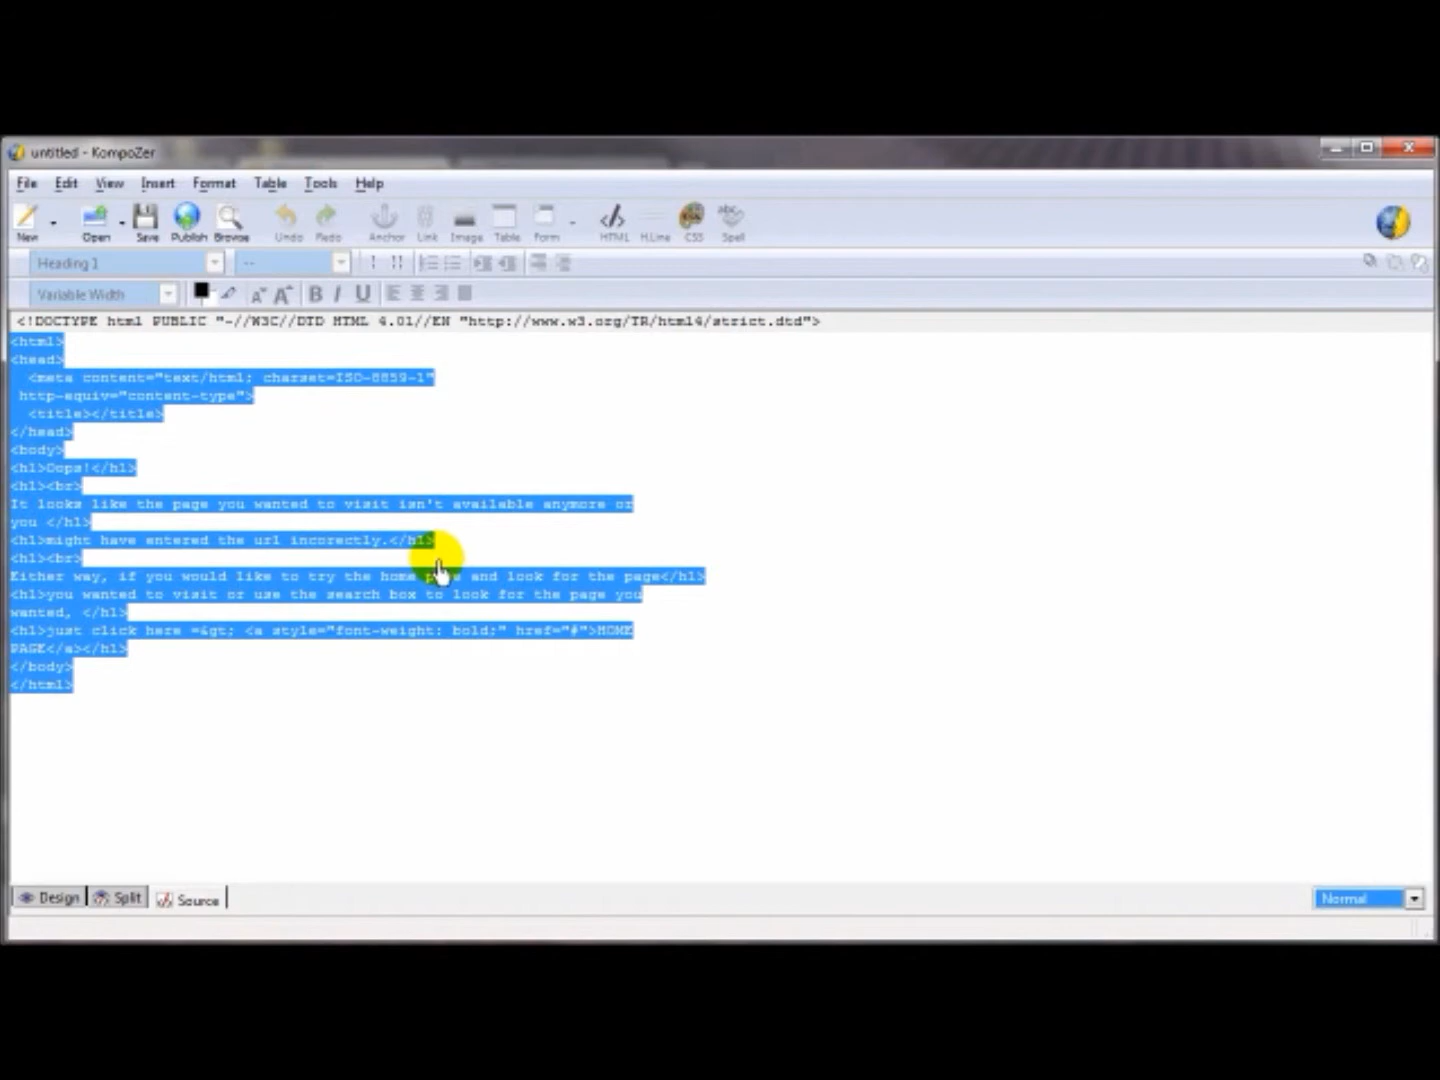 untitled - KompoZer
File Edit View Insert Format Table Tools Help
New Open Save Publish Browse Undo Redo Anchor Link Image Table Form HTML H.Line CSS Spell
Heading 1 --
Variable Width B I U
<!DOCTYPE html PUBLIC "-//W3C//DTD HTML 4.01//EN "http://www.w3.org/TR/html4/strict.dtd">
<html>
<head>
<meta content="text/html; charset=ISO-8859-1"
http-equiv="content-type">
<title></title>
</head>
<body>
<h1>Oops!</h1>
<h1><br>
It looks like the page you wanted to visit isn't available anymore or
you </h1>
<h1>might have entered the url incorectly.</h1>
<h1><br>
Either way, if you would like to try the home page and look for the page</h1>
<h1>you wanted to visit or use the search box to look for the page you
wanted, </h1>
<h1>just click here =&gt; <a style="font-weight: bold;" href="#">HOME
PAGE</a></h1>
</body>
</html>
Design Split Source Normal